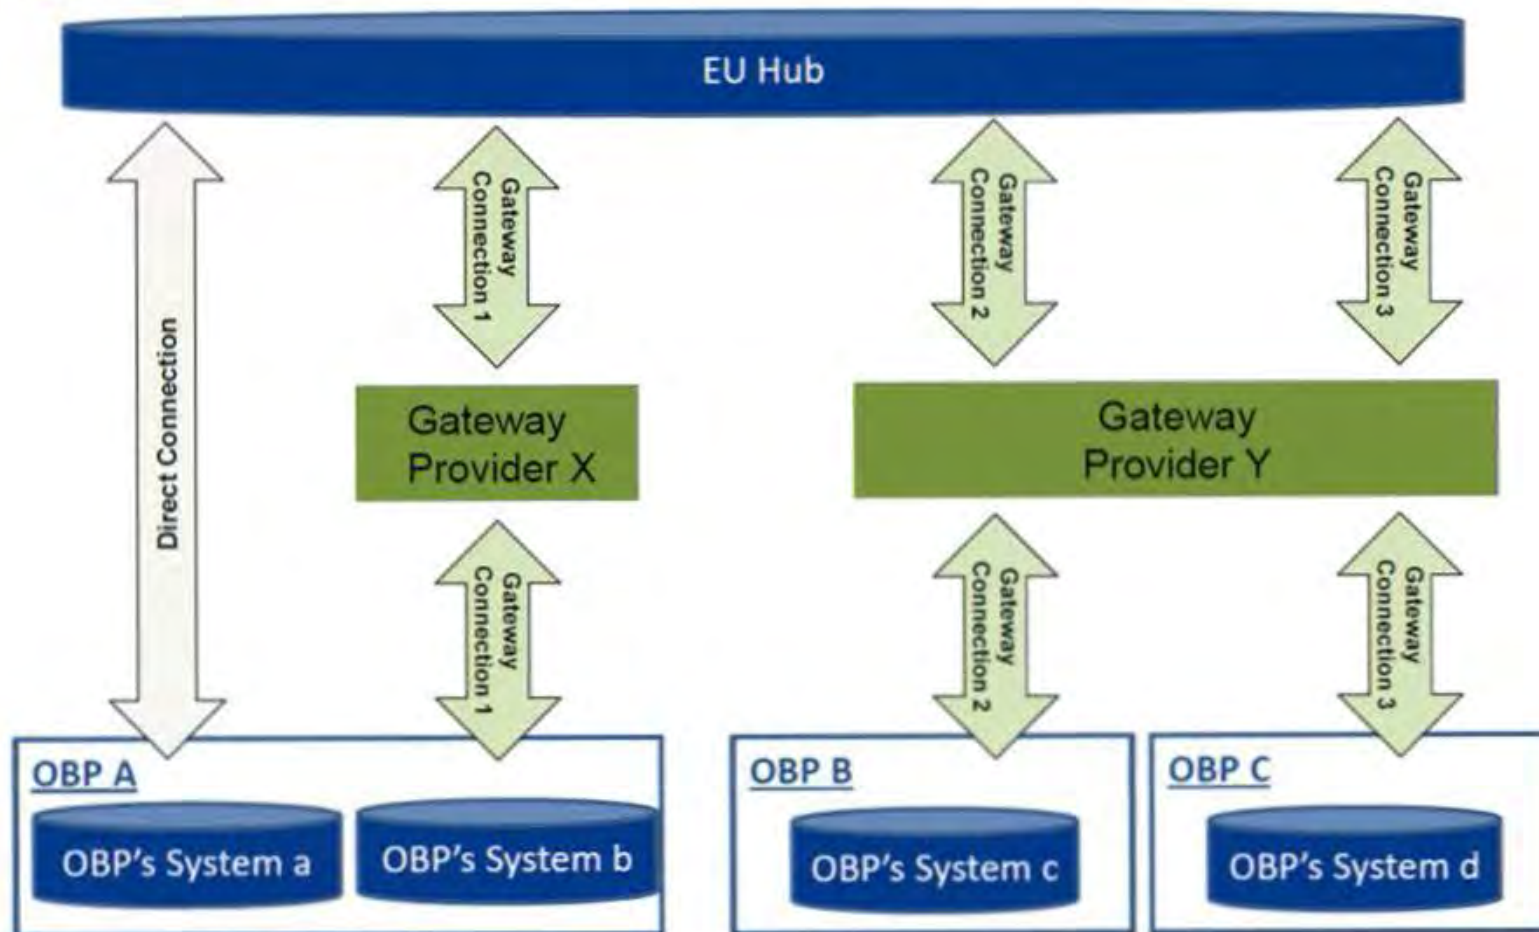 EU Hub
Direct Connection
Gateway
Connection 1
Gateway
Connection 2
Gateway
Connection 3
Gateway
Provider X
Gateway
Provider Y
Gateway
Connection 1
Gateway
Connection 2
Gateway
Connection 3
OBP A
OBP's System a
OBP's System b
OBP B
OBP's System c
OBP C
OBP's System d